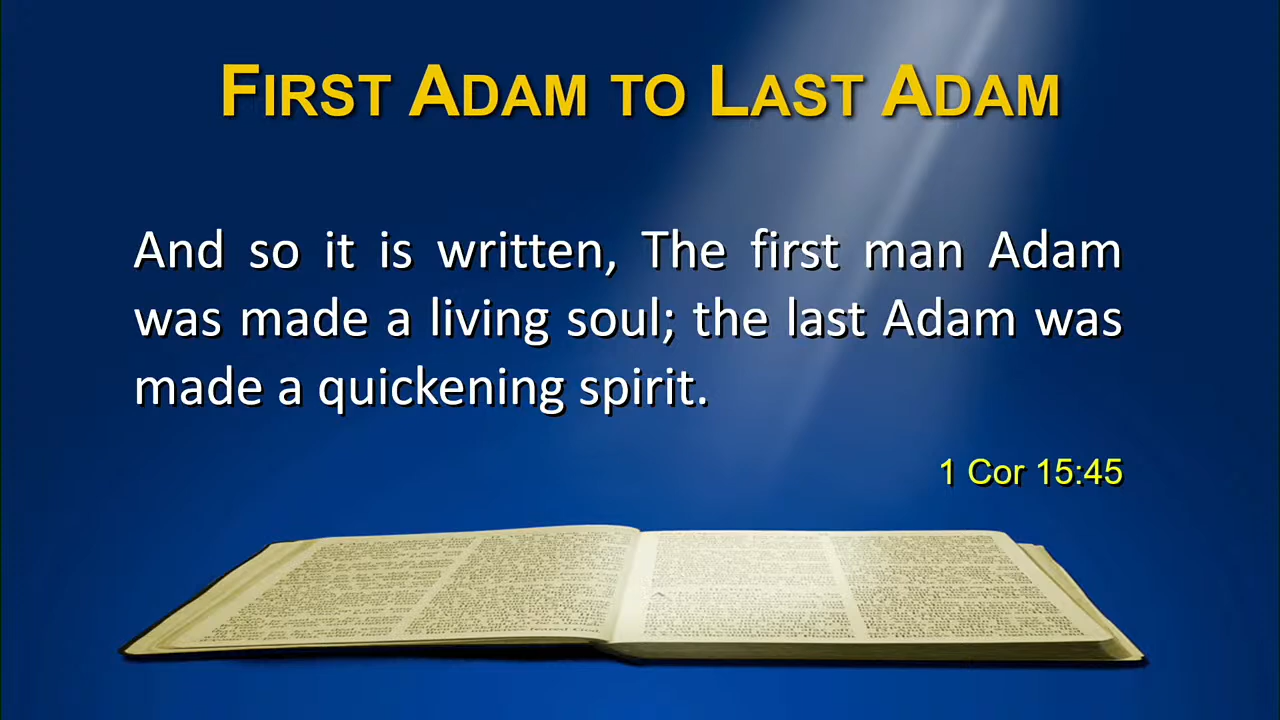 FIRST ADAM TO LAST ADAM
And so it is written, The first man Adam
was made a living soul; the last Adam was
made a quickening spirit.
1 Cor 15:45